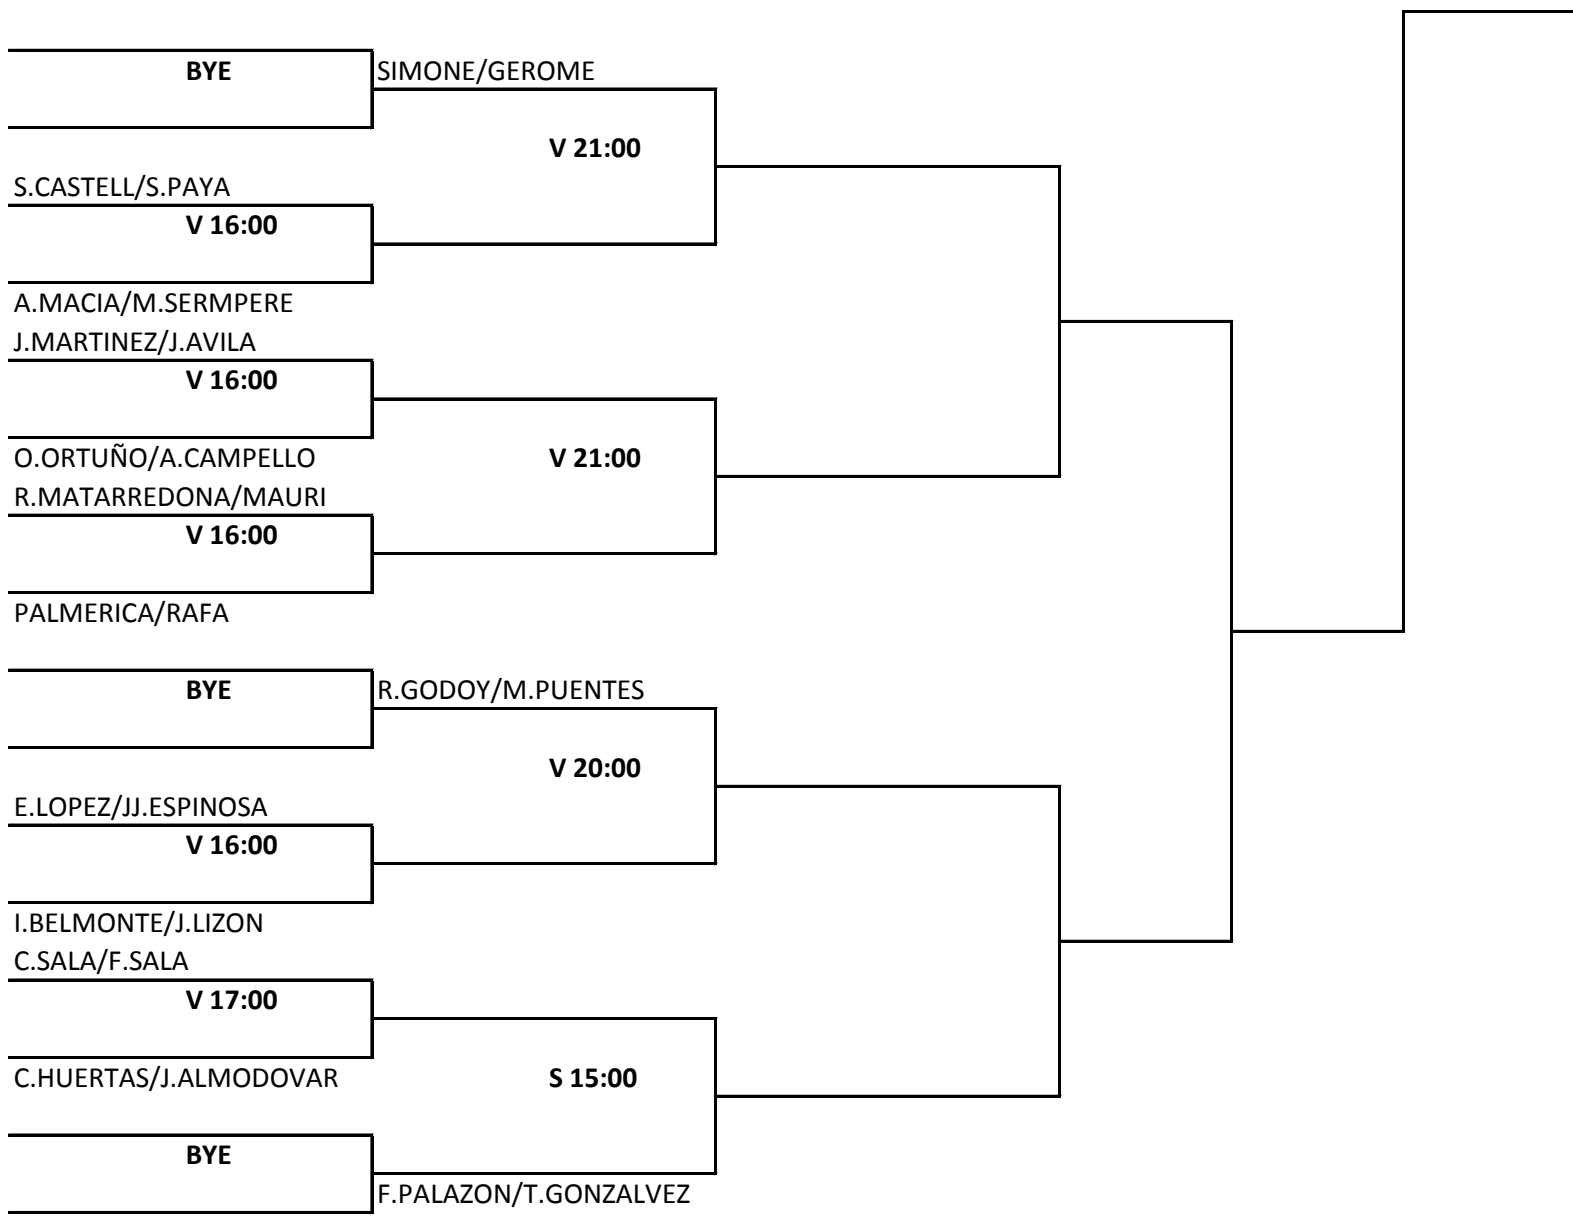 BYE
SIMONE/GEROME
V 21:00
S.CASTELL/S.PAYA
V 16:00
A.MACIA/M.SERMPERE
J.MARTINEZ/J.AVILA
V 16:00
O.ORTUÑO/A.CAMPELLO
V 21:00
R.MATARREDONA/MAURI
V 16:00
PALMERICA/RAFA
BYE
R.GODOY/M.PUENTES
V 20:00
E.LOPEZ/JJ.ESPINOSA
V 16:00
I.BELMONTE/J.LIZON
C.SALA/F.SALA
V 17:00
C.HUERTAS/J.ALMODOVAR
S 15:00
BYE
F.PALAZON/T.GONZALVEZ